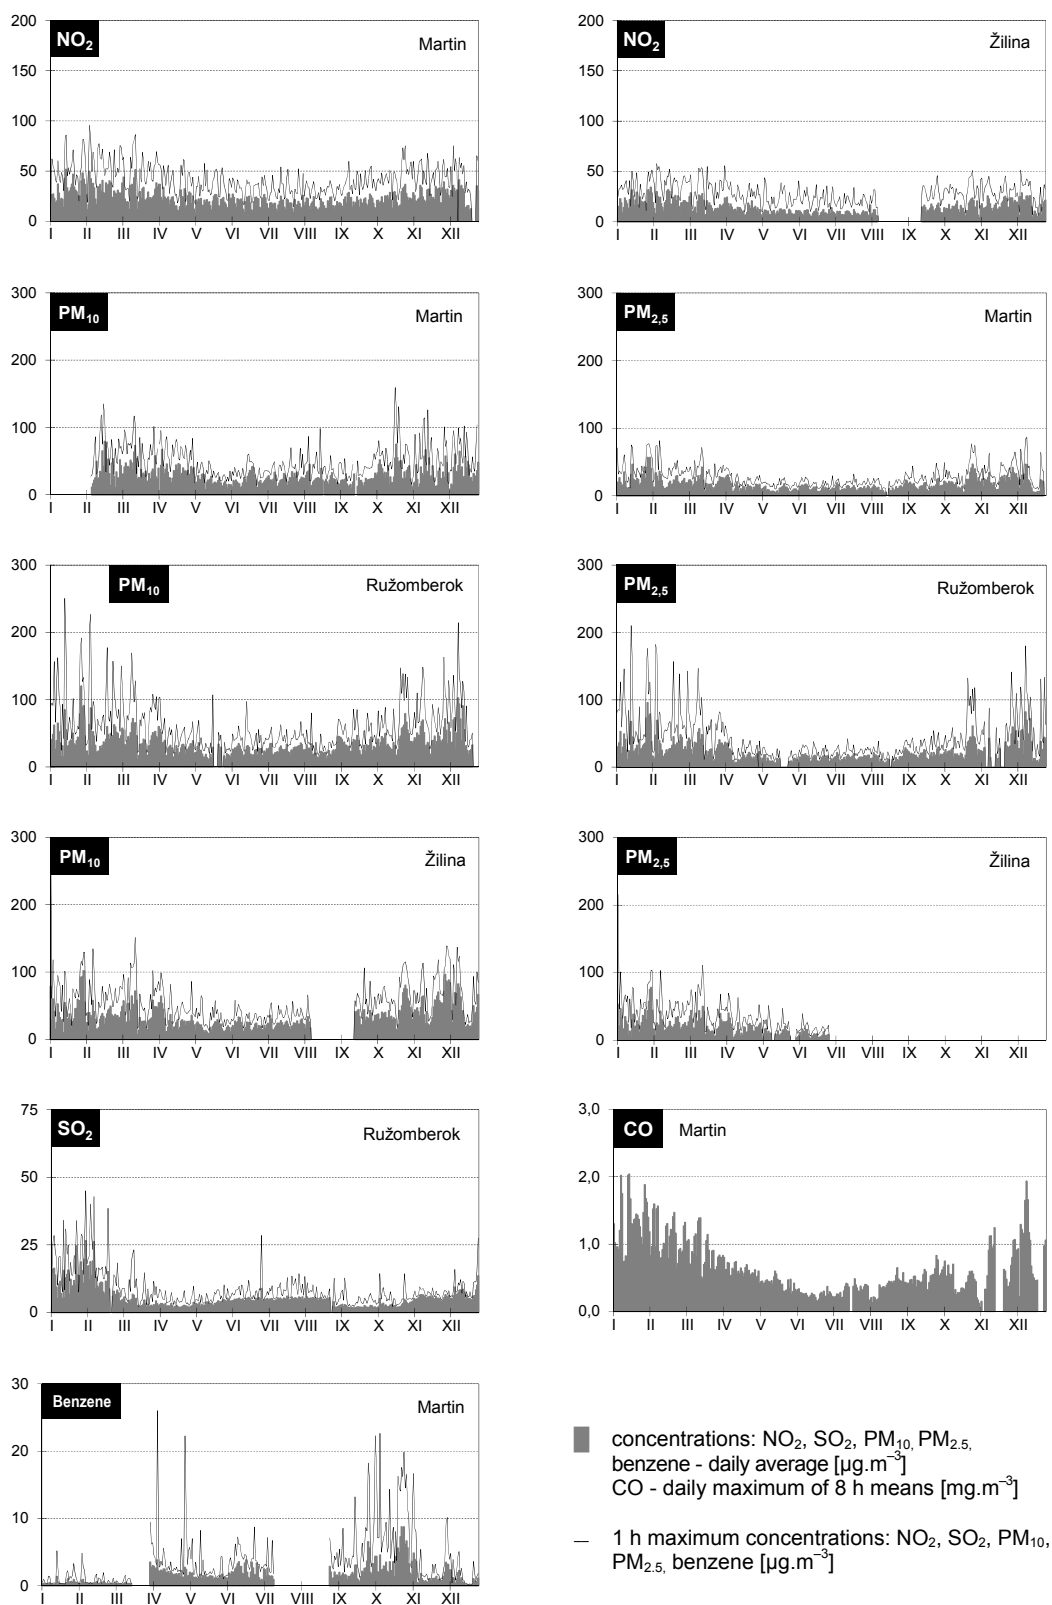 NO₂ Martin
200
150
100
50
0
I II III IV V VI VII VIII IX X XI XII
NO₂ Žilina
200
150
100
50
0
I II III IV V VI VII VIII IX X XI XII
PM₁₀ Martin
300
200
100
0
I II III IV V VI VII VIII IX X XI XII
PM₂,₅ Martin
300
200
100
0
I II III IV V VI VII VIII IX X XI XII
PM₁₀ Ružomberok
300
200
100
0
I II III IV V VI VII VIII IX X XI XII
PM₂,₅ Ružomberok
300
200
100
0
I II III IV V VI VII VIII IX X XI XII
PM₁₀ Žilina
300
200
100
0
I II III IV V VI VII VIII IX X XI XII
PM₂,₅ Žilina
300
200
100
0
I II III IV V VI VII VIII IX X XI XII
SO₂ Ružomberok
75
50
25
0
I II III IV V VI VII VIII IX X XI XII
CO Martin
3,0
2,0
1,0
0,0
I II III IV V VI VII VIII IX X XI XII
Benzene Martin
30
20
10
0
I II III IV V VI VII VIII IX X XI XII
concentrations: NO₂, SO₂, PM₁₀, PM₂.₅,
benzene - daily average [µg.m⁻³]
CO - daily maximum of 8 h means [mg.m⁻³]
— 1 h maximum concentrations: NO₂, SO₂, PM₁₀,
PM₂.₅, benzene [µg.m⁻³]